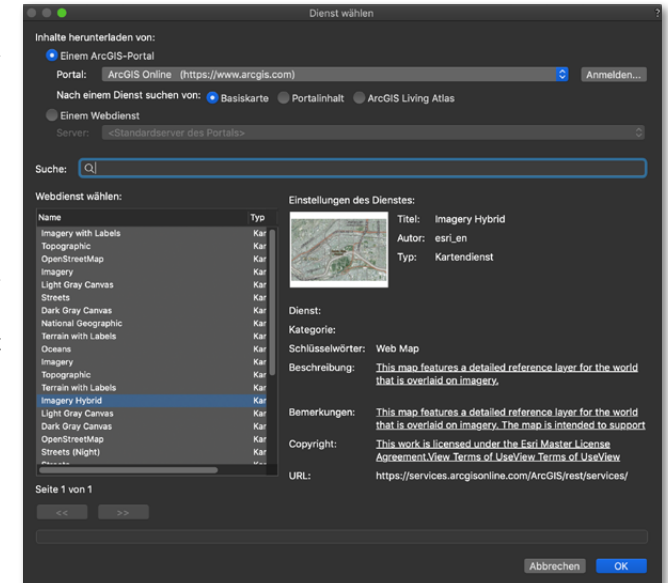 Dienst wählen
?
Inhalte herunterladen von:
Einem ArcGIS-Portal
Portal: ArcGIS Online (https://www.arcgis.com) Anmelden...
Nach einem Dienst suchen von: Basiskarte Portalinhalt ArcGIS Living Atlas
Einem Webdienst
Server: <Standardserver des Portals>
Suche:
Webdienst wählen:
Name Typ
Imagery with Labels Kar
Topographic Kar
OpenStreetMap Kar
Imagery Kar
Light Gray Canvas Kar
Streets Kar
Dark Gray Canvas Kar
National Geographic Kar
Terrain with Labels Kar
Oceans Kar
Imagery Kar
Topographic Kar
Terrain with Labels Kar
Imagery Hybrid Kar
Light Gray Canvas Kar
Dark Gray Canvas Kar
OpenStreetMap Kar
Streets (Night) Kar
Seite 1 von 1
<< >>
Einstellungen des Dienstes:
Titel: Imagery Hybrid
Autor: esri_en
Typ: Kartendienst
Dienst:
Kategorie:
Schlüsselwörter: Web Map
Beschreibung: This map features a detailed reference layer for the world
that is overlaid on imagery.
Bemerkungen: This map features a detailed reference layer for the world
that is overlaid on imagery. The map is intended to support
Copyright: This work is licensed under the Esri Master License
Agreement.View Terms of UseView Terms of UseView
URL: https://services.arcgisonline.com/ArcGIS/rest/services/
Abbrechen OK